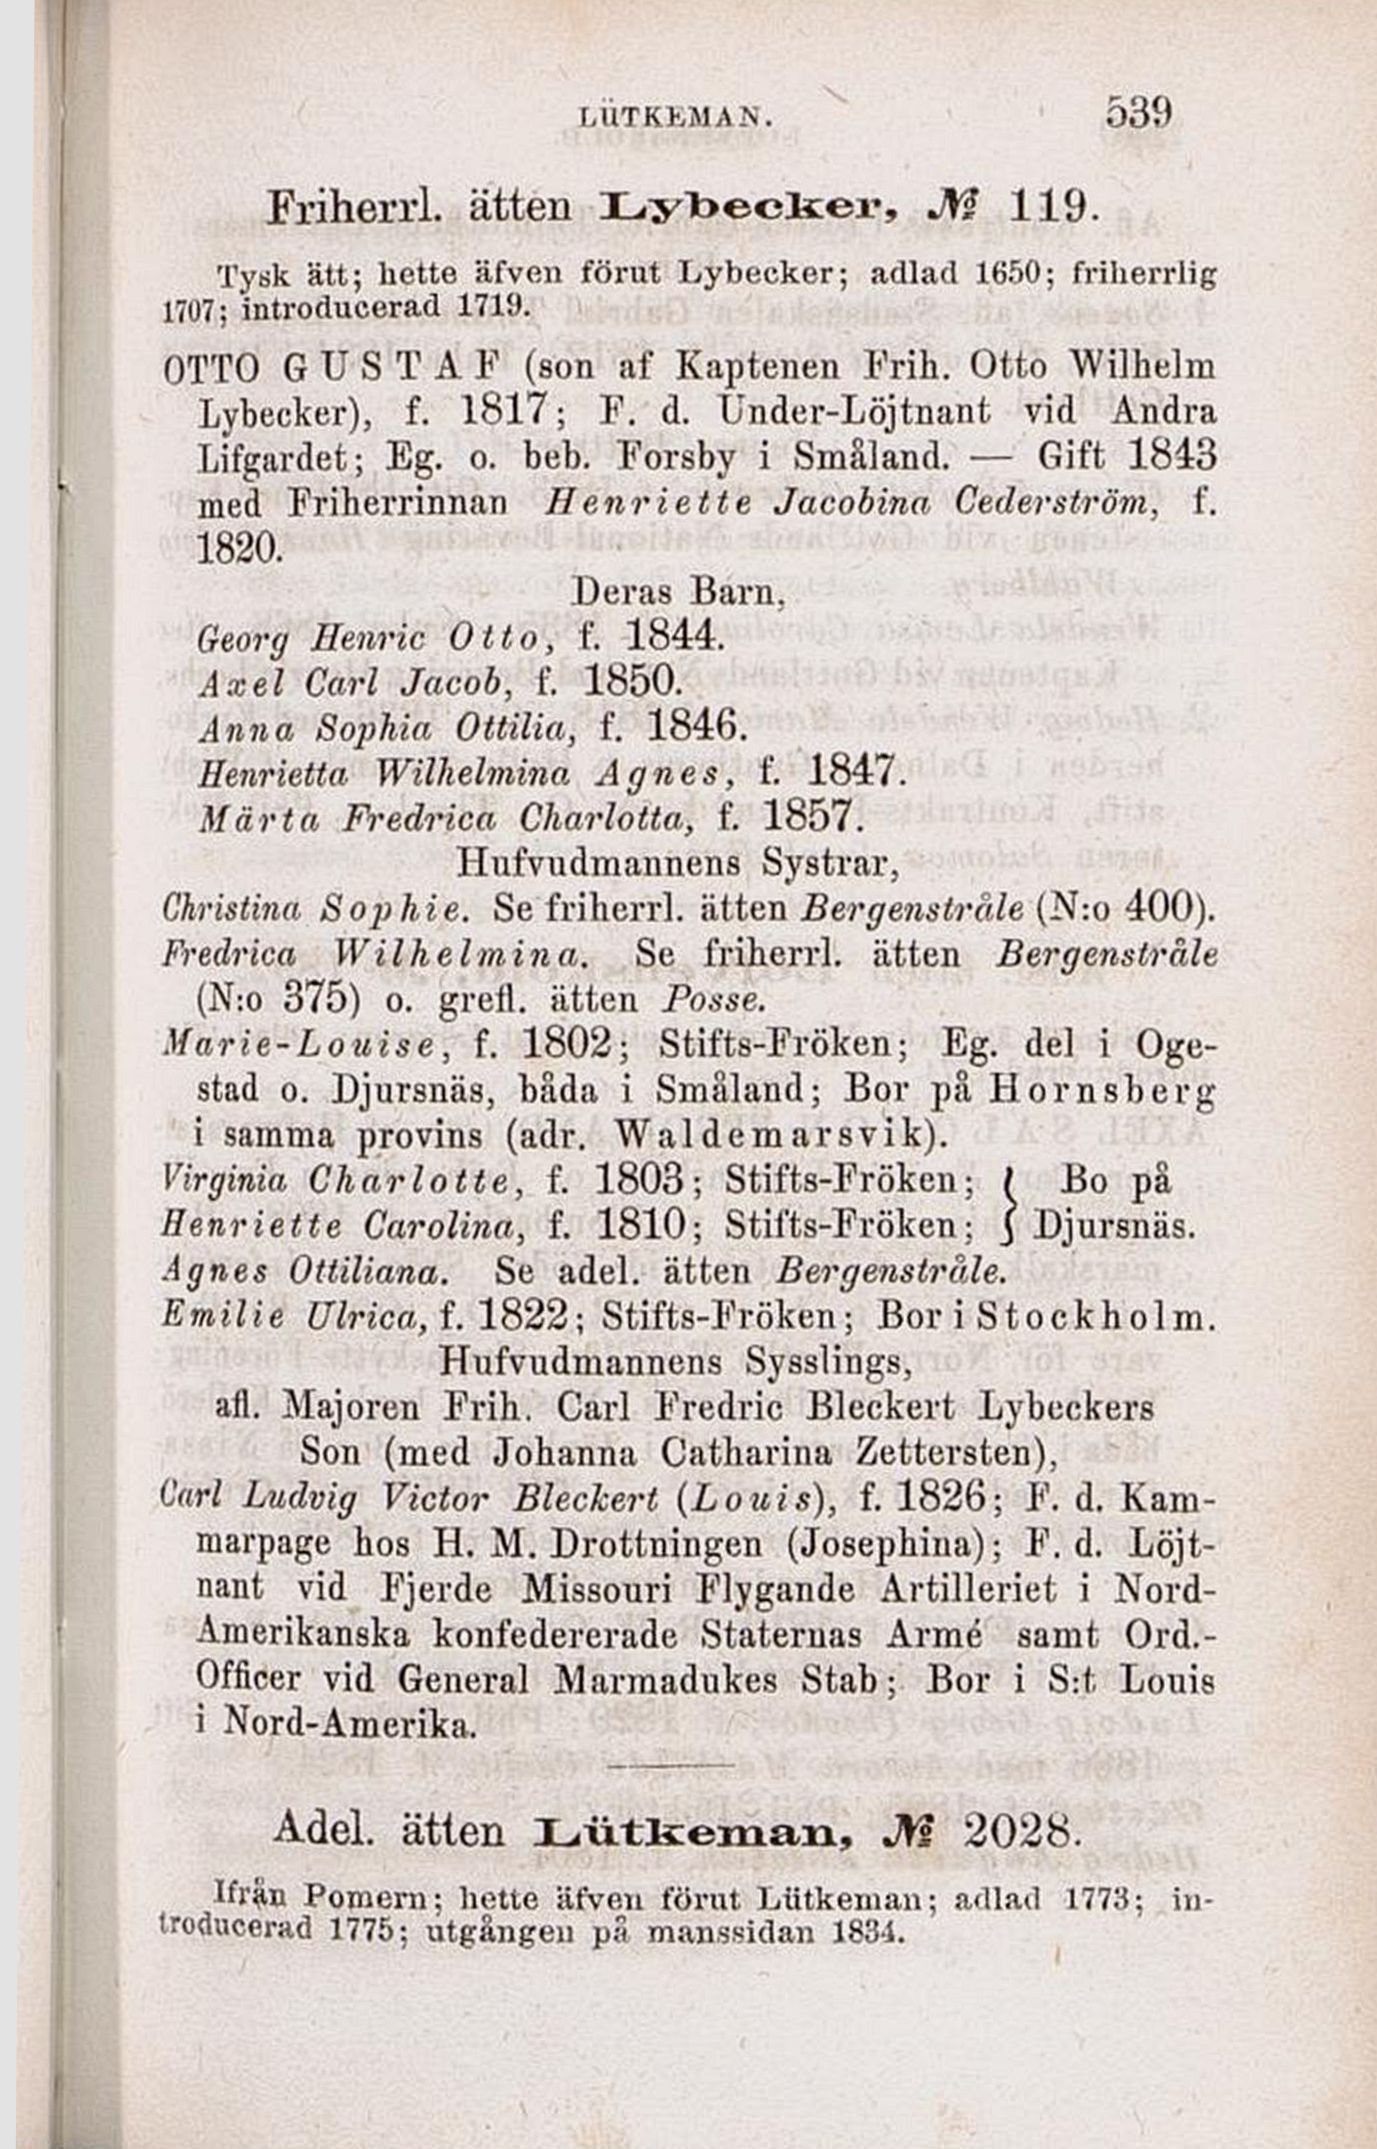 LÜTKEMAN. 539
Friherrl. ätten Lybecker, № 119.
Tysk ätt; hette äfven förut Lybecker; adlad 1650; friherrlig
1707; introducerad 1719.
OTTO GUSTAF (son af Kaptenen Frih. Otto Wilhelm
Lybecker), f. 1817; F. d. Under-Löjtnant vid Andra
Lifgardet; Eg. o. beb. Forsby i Småland. — Gift 1843
med Friherrinnan Henriette Jacobina Cederström, f.
1820.
Deras Barn,
Georg Henric Otto, f. 1844.
Axel Carl Jacob, f. 1850.
Anna Sophia Ottilia, f. 1846.
Henrietta Wilhelmina Agnes, f. 1847.
Märta Fredrica Charlotta, f. 1857.
Hufvudmannens Systrar,
Christina Sophie. Se friherrl. ätten Bergenstråle (N:o 400).
Fredrica Wilhelmina. Se friherrl. ätten Bergenstråle
(N:o 375) o. grefl. ätten Posse.
Marie-Louise, f. 1802; Stifts-Fröken; Eg. del i Oge-
stad o. Djursnäs, båda i Småland; Bor på Hornsberg
i samma provins (adr. Waldemarsvik).
Virginia Charlotte, f. 1803; Stifts-Fröken; } Bo på
Henriette Carolina, f. 1810; Stifts-Fröken; } Djursnäs.
Agnes Ottiliana. Se adel. ätten Bergenstråle.
Emilie Ulrica, f. 1822; Stifts-Fröken; Bor i Stockholm.
Hufvudmannens Sysslings,
afl. Majoren Frih. Carl Fredric Bleckert Lybeckers
Son (med Johanna Catharina Zettersten),
Carl Ludvig Victor Bleckert (Louis), f. 1826; F. d. Kam-
marpage hos H. M. Drottningen (Josephina); F. d. Löjt-
nant vid Fjerde Missouri Flygande Artilleriet i Nord-
Amerikanska konfedererade Staternas Armé samt Ord.-
Officer vid General Marmadukes Stab; Bor i S:t Louis
i Nord-Amerika.
Adel. ätten Lütkeman, № 2028.
Ifrån Pomern; hette äfven förut Lütkeman; adlad 1773; in-
troducerad 1775; utgången på manssidan 1834.